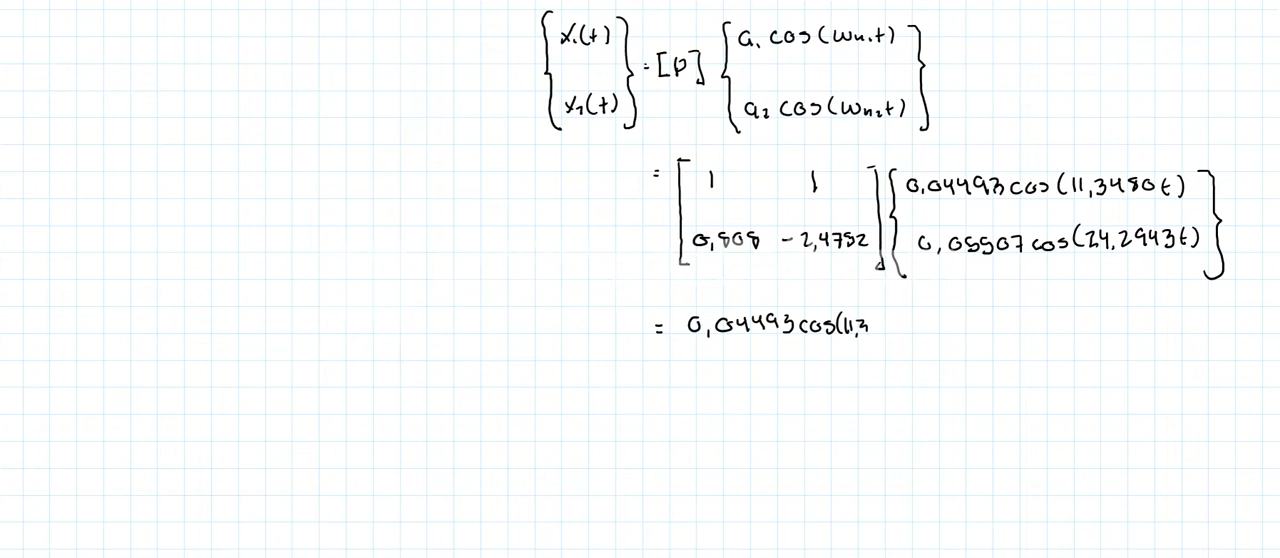 x₁(t) = [P] a₁ cos(ωn₁t)
x₂(t) a₂ cos(ωn₂t)
= [ 1 1 ] { 0,04493 cos(11,3480t) }
0,808 -2,4752 0,05507 cos(24,2943t)
= 0,04493 cos(11,3